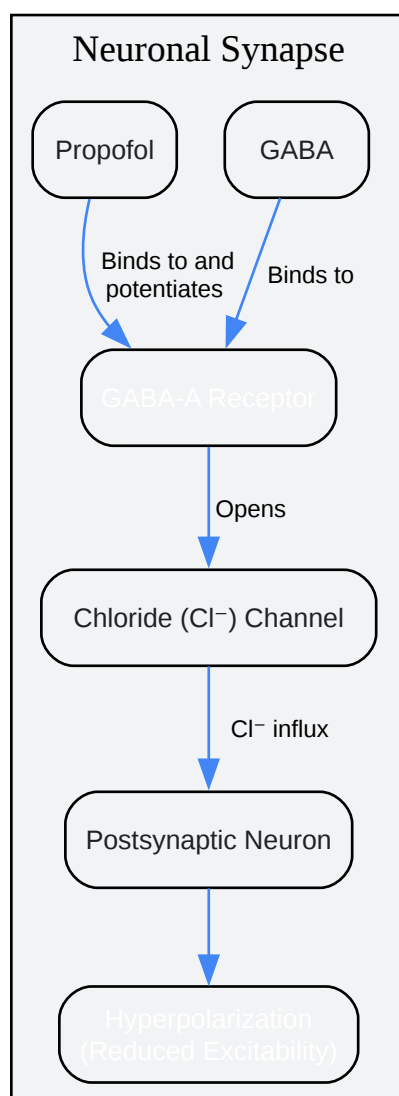 Neuronal Synapse
Propofol
GABA
Binds to and
potentiates
Binds to
GABA-A Receptor
Opens
Chloride (Cl⁻) Channel
Cl⁻ influx
Postsynaptic Neuron
Hyperpolarization
(Reduced Excitability)